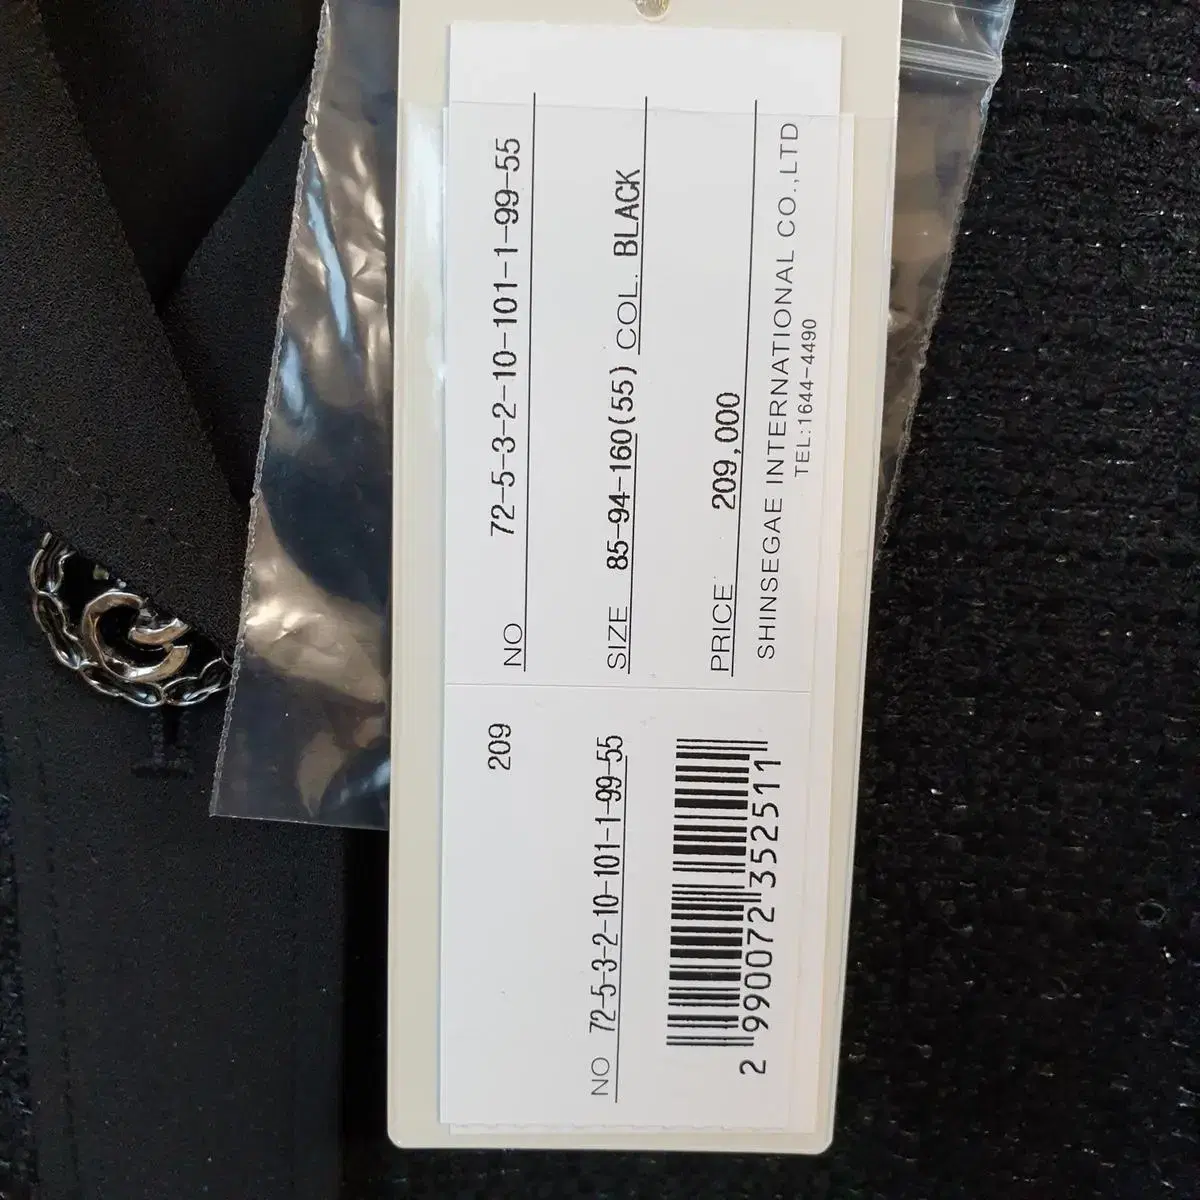 NO 72-5-3-2-10-101-1-99-55
SIZE 85-94-160(55) COL. BLACK
PRICE 209,000
SHINSEGAE INTERNATIONAL CO.,LTD
TEL:1644-4490
209
NO 72-5-3-2-10-101-1-99-55
2 990072 352511